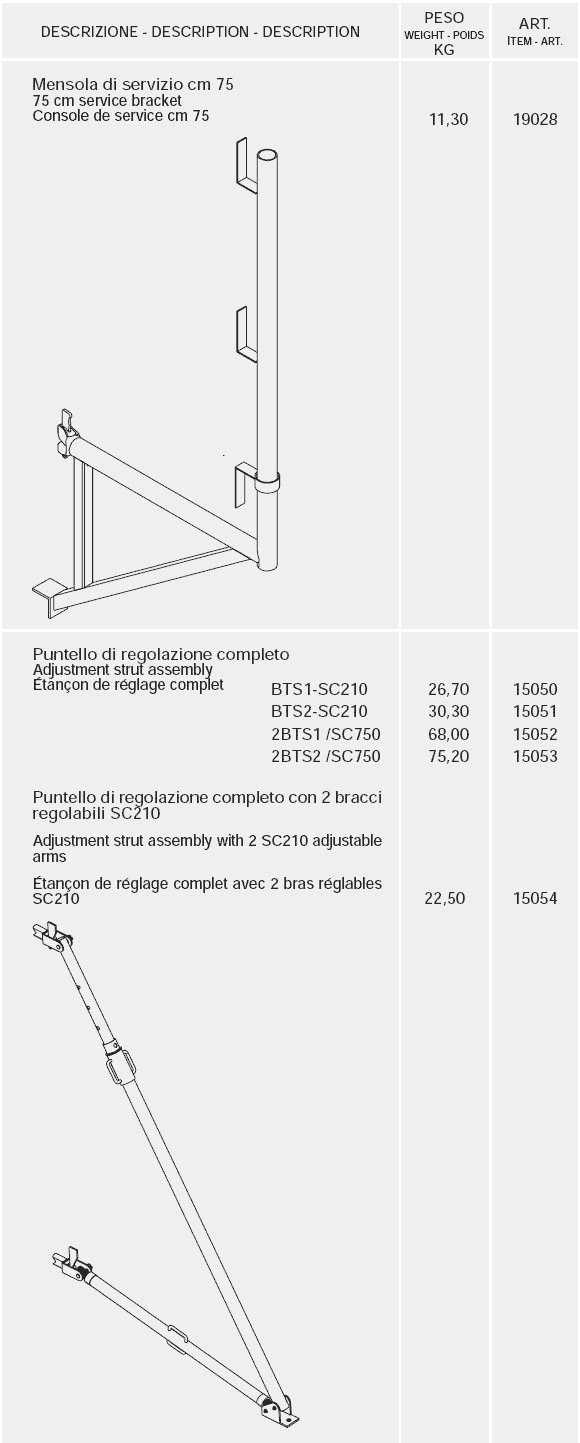 DESCRIZIONE - DESCRIPTION - DESCRIPTION
PESO
WEIGHT - POIDS
KG
ART.
ITEM - ART.
Mensola di servizio cm 75
75 cm service bracket
Console de service cm 75
11,30 19028
Puntello di regolazione completo
Adjustment strut assembly
Étançon de réglage complet
BTS1-SC210 26,70 15050
BTS2-SC210 30,30 15051
2BTS1 /SC750 68,00 15052
2BTS2 /SC750 75,20 15053
Puntello di regolazione completo con 2 bracci
regolabili SC210
Adjustment strut assembly with 2 SC210 adjustable
arms
Étançon de réglage complet avec 2 bras réglables
SC210 22,50 15054